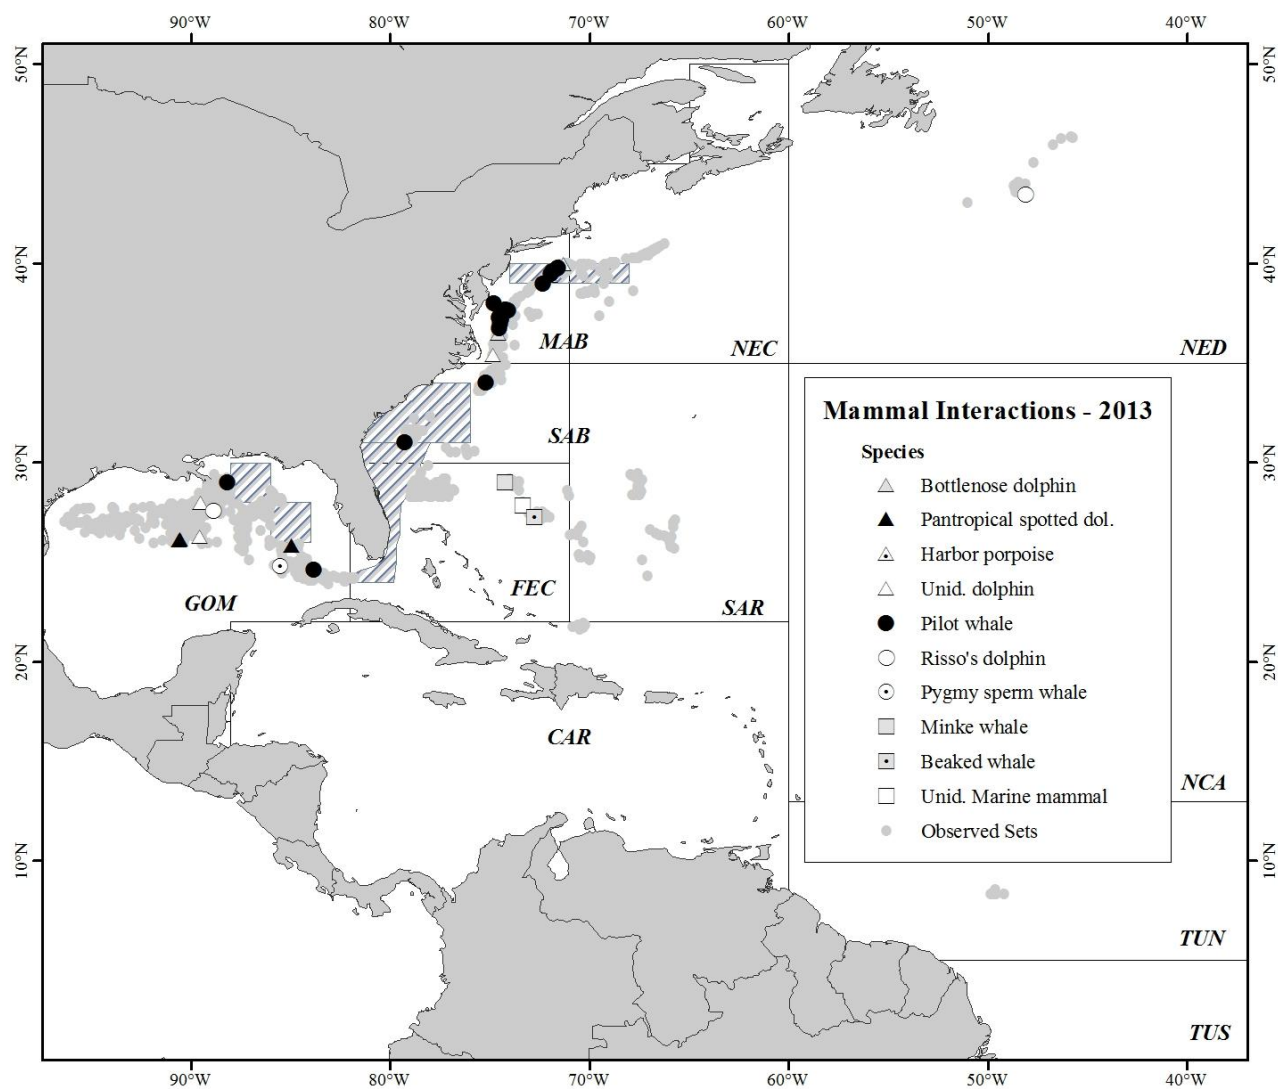 90°W 80°W 70°W 60°W 50°W 40°W
50°N 50°N
40°N 40°N
MAB NEC NED
Mammal Interactions - 2013
Species
SAB
30°N 30°N
Bottlenose dolphin
Pantropical spotted dol.
Harbor porpoise
Unid. dolphin
GOM FEC SAR
Pilot whale
20°N 20°N
Risso's dolphin
Pygmy sperm whale
Minke whale
CAR
Beaked whale
NCA
Unid. Marine mammal
Observed Sets
10°N 10°N
TUN
TUS
90°W 80°W 70°W 60°W 50°W 40°W